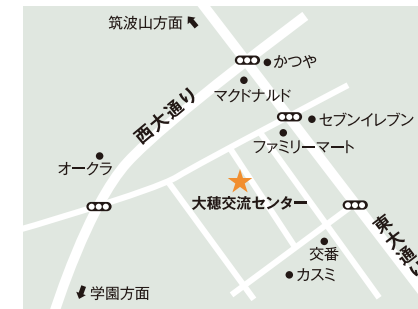 筑波山方面
かつや
マクドナルド
西大通り
セブンイレブン
ファミリーマート
オークラ
大穂交流センター
東大通り
交番
カスミ
学園方面